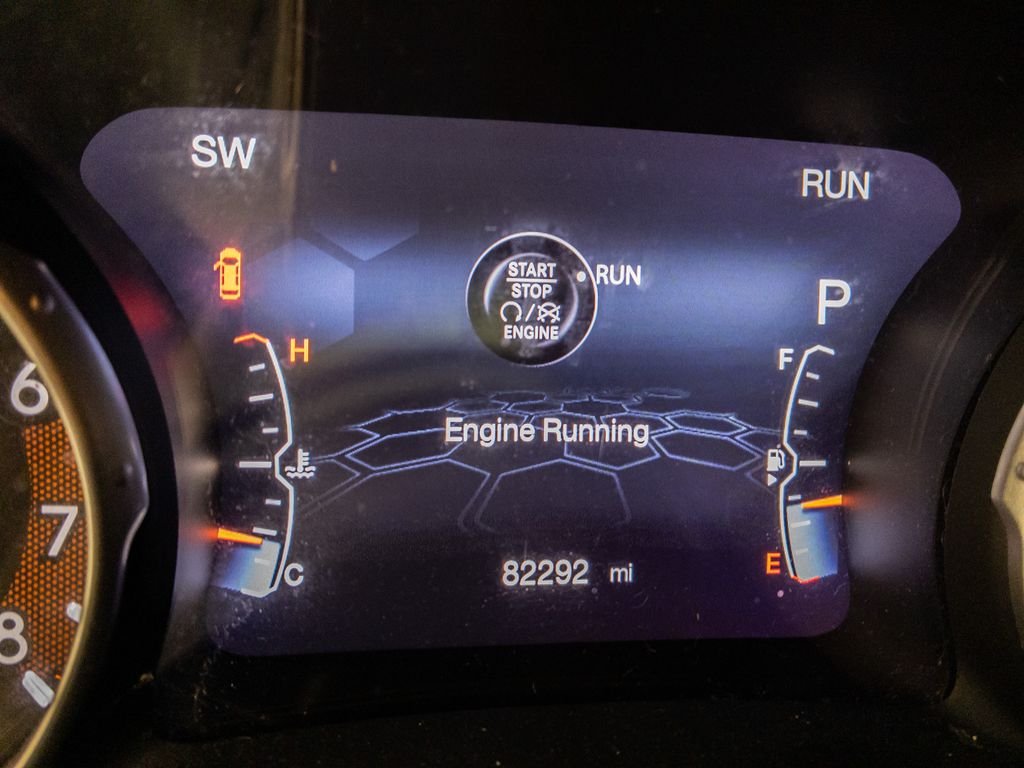 SW
RUN
START
STOP
ENGINE
RUN
P
H
F
6
Engine Running
7
E
82292 mi
C
8